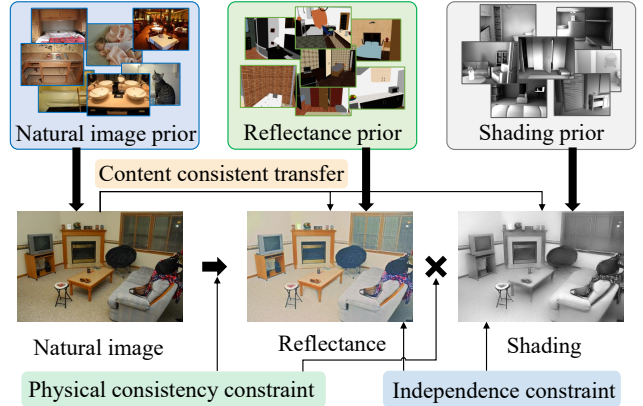 Natural image prior
Reflectance prior
Shading prior
Content consistent transfer
Natural image
Reflectance
Shading
Physical consistency constraint
Independence constraint